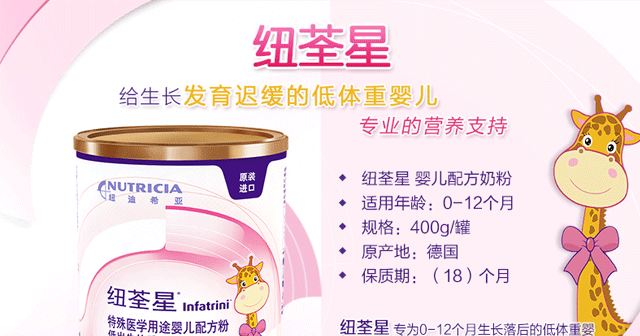 纽荃星
给生长发育迟缓的低体重婴儿
专业的营养支持
NUTRICIA
纽迪希亚
原装
进口
纽荃星 Infatrini
特殊医学用途婴儿配方粉
• 纽荃星 婴儿配方奶粉
• 适用年龄：0-12个月
• 规格：400g/罐
• 原产地：德国
• 保质期：（18）个月
纽荃星 专为0-12个月生长落后的低体重婴